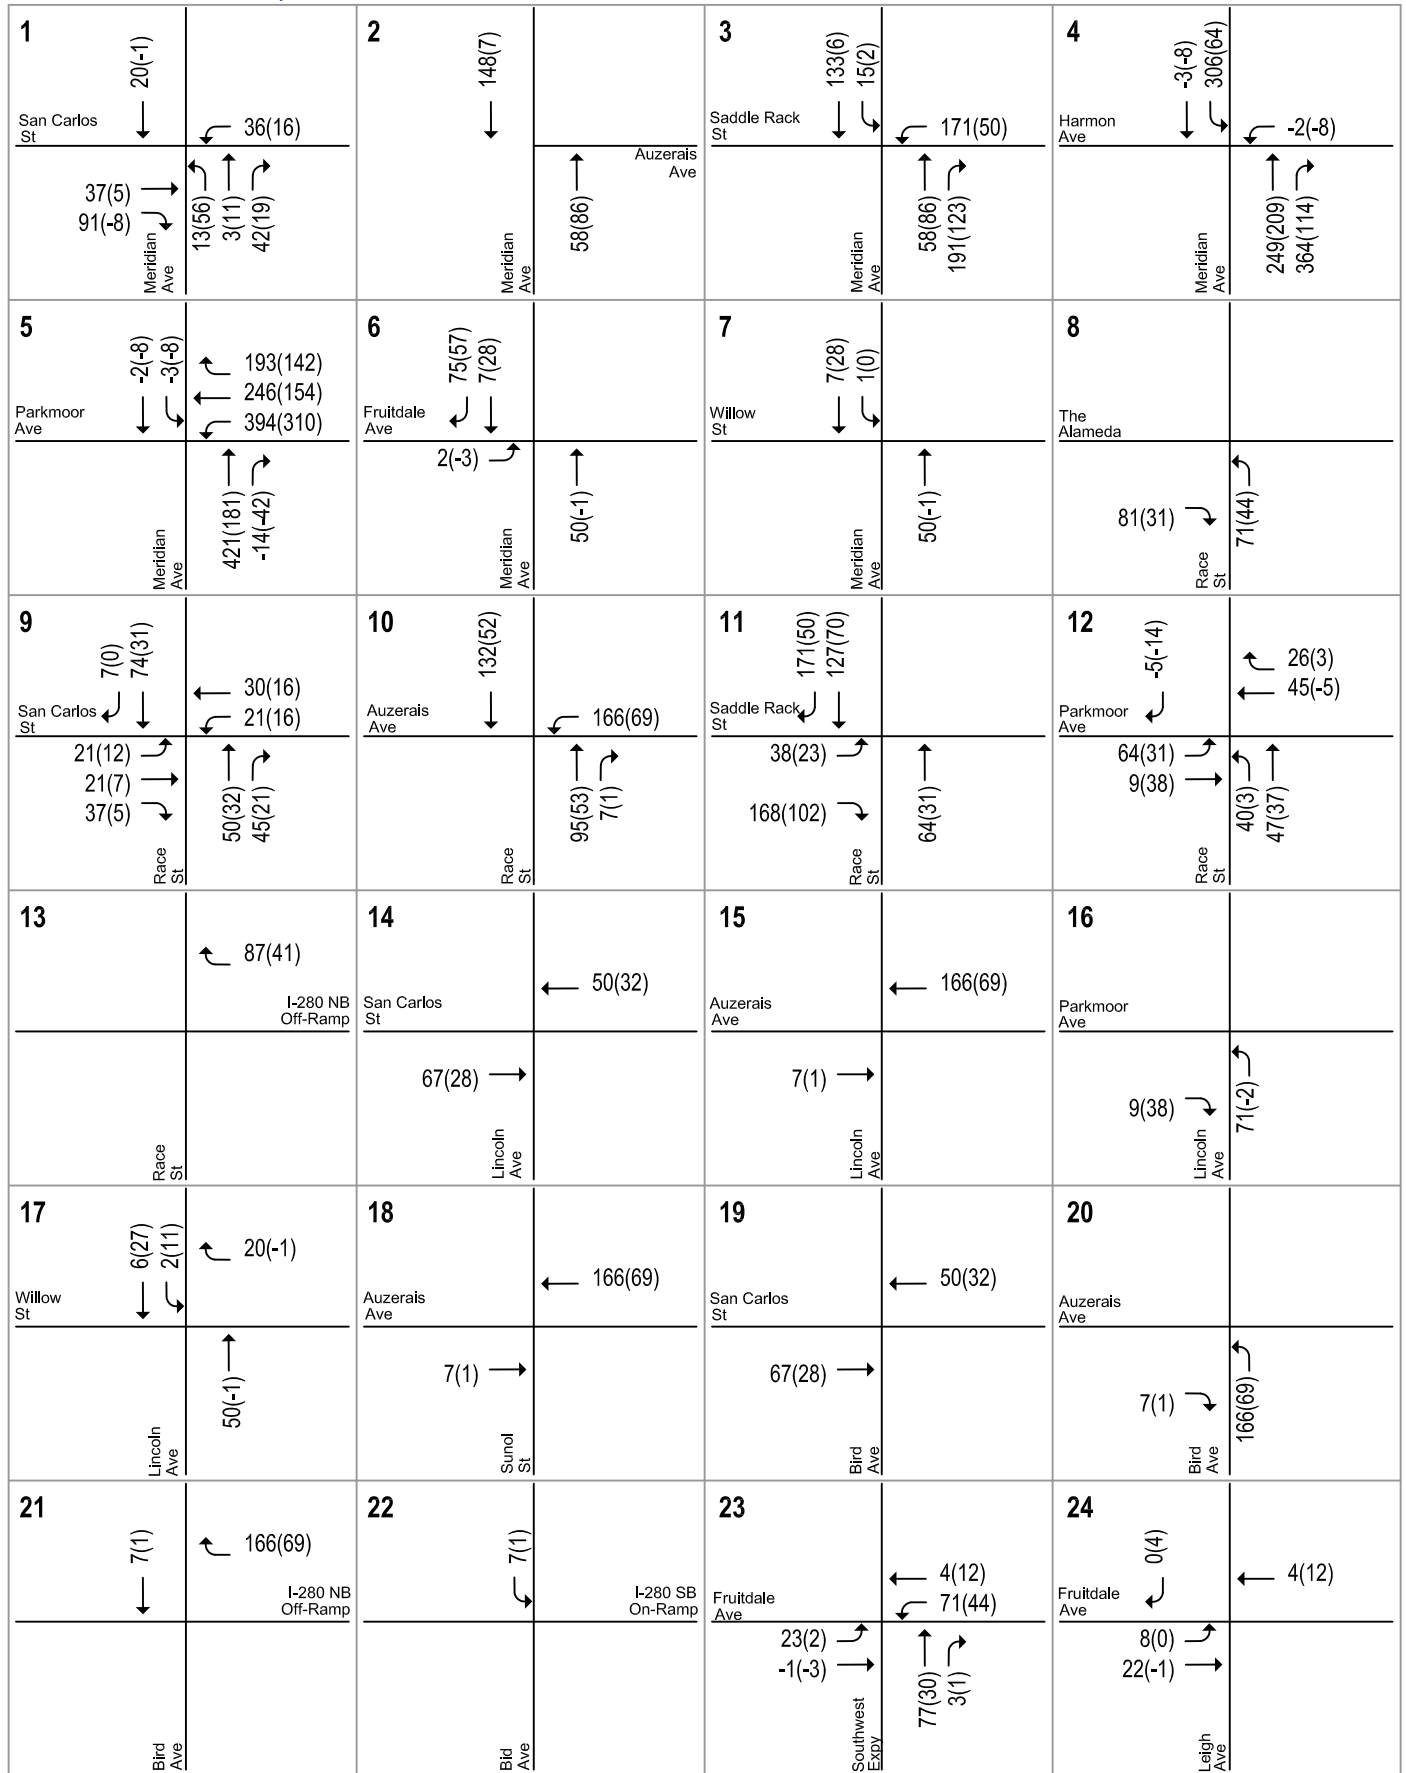 1
20(-1)
San Carlos
St
36(16)
37(5)
91(-8)
13(56)
3(11)
42(19)
Meridian
Ave
2
148(7)
Auzerais
Ave
58(86)
Meridian
Ave
3
133(6)
15(2)
Saddle Rack
St
171(50)
58(86)
191(123)
Meridian
Ave
4
-3(-8)
306(64)
Harmon
Ave
-2(-8)
249(209)
364(114)
Meridian
Ave
5
-2(-8)
-3(-8)
193(142)
246(154)
394(310)
Parkmoor
Ave
421(181)
-14(-42)
Meridian
Ave
6
75(57)
7(28)
Fruitdale
Ave
2(-3)
50(-1)
Meridian
Ave
7
7(28)
1(0)
Willow
St
50(-1)
Meridian
Ave
8
The
Alameda
81(31)
71(44)
Race
St
9
7(0)
74(31)
30(16)
21(16)
San Carlos
St
21(12)
21(7)
37(5)
50(32)
45(21)
Race
St
10
132(52)
Auzerais
Ave
166(69)
95(53)
7(1)
Race
St
11
171(50)
127(70)
Saddle Rack
St
38(23)
168(102)
64(31)
Race
St
12
-5(-14)
26(3)
45(-5)
Parkmoor
Ave
64(31)
9(38)
40(3)
47(37)
Race
St
13
87(41)
I-280 NB
Off-Ramp
Race
St
14
50(32)
San Carlos
St
67(28)
Lincoln
Ave
15
166(69)
Auzerais
Ave
7(1)
Lincoln
Ave
16
Parkmoor
Ave
9(38)
71(-2)
Lincoln
Ave
17
6(27)
2(11)
20(-1)
Willow
St
50(-1)
Lincoln
Ave
18
166(69)
Auzerais
Ave
7(1)
Sunol
St
19
50(32)
San Carlos
St
67(28)
Bird
Ave
20
Auzerais
Ave
7(1)
166(69)
Bird
Ave
21
7(1)
166(69)
I-280 NB
Off-Ramp
Bird
Ave
22
7(1)
I-280 SB
On-Ramp
Bid
Ave
23
4(12)
71(44)
Fruitdale
Ave
23(2)
-1(-3)
77(30)
3(1)
Southwest
Expy
24
0(4)
4(12)
Fruitdale
Ave
8(0)
22(-1)
Leigh
Ave